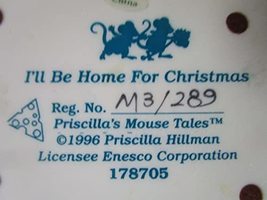 China
I'll Be Home For Christmas
Reg. No. M3/289
Priscilla's Mouse Tales™
©1996 Priscilla Hillman
Licensee Enesco Corporation
178705